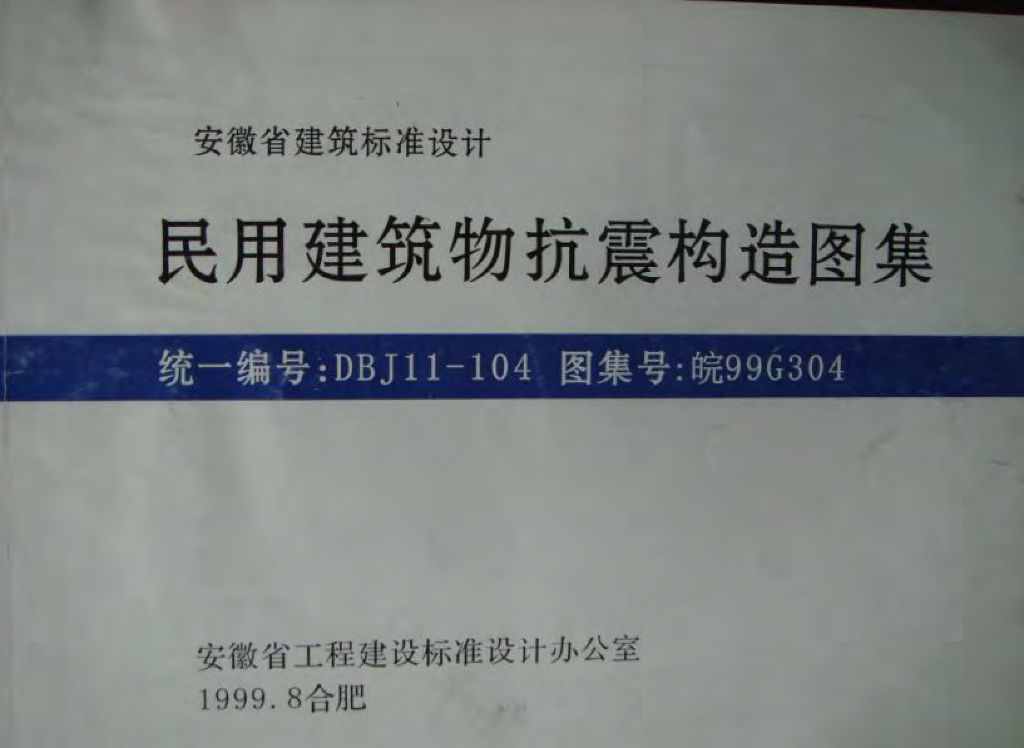 安徽省建筑标准设计
民用建筑物抗震构造图集
统一编号:DBJ11-104 图集号:皖99G304
安徽省工程建设标准设计办公室
1999.8合肥